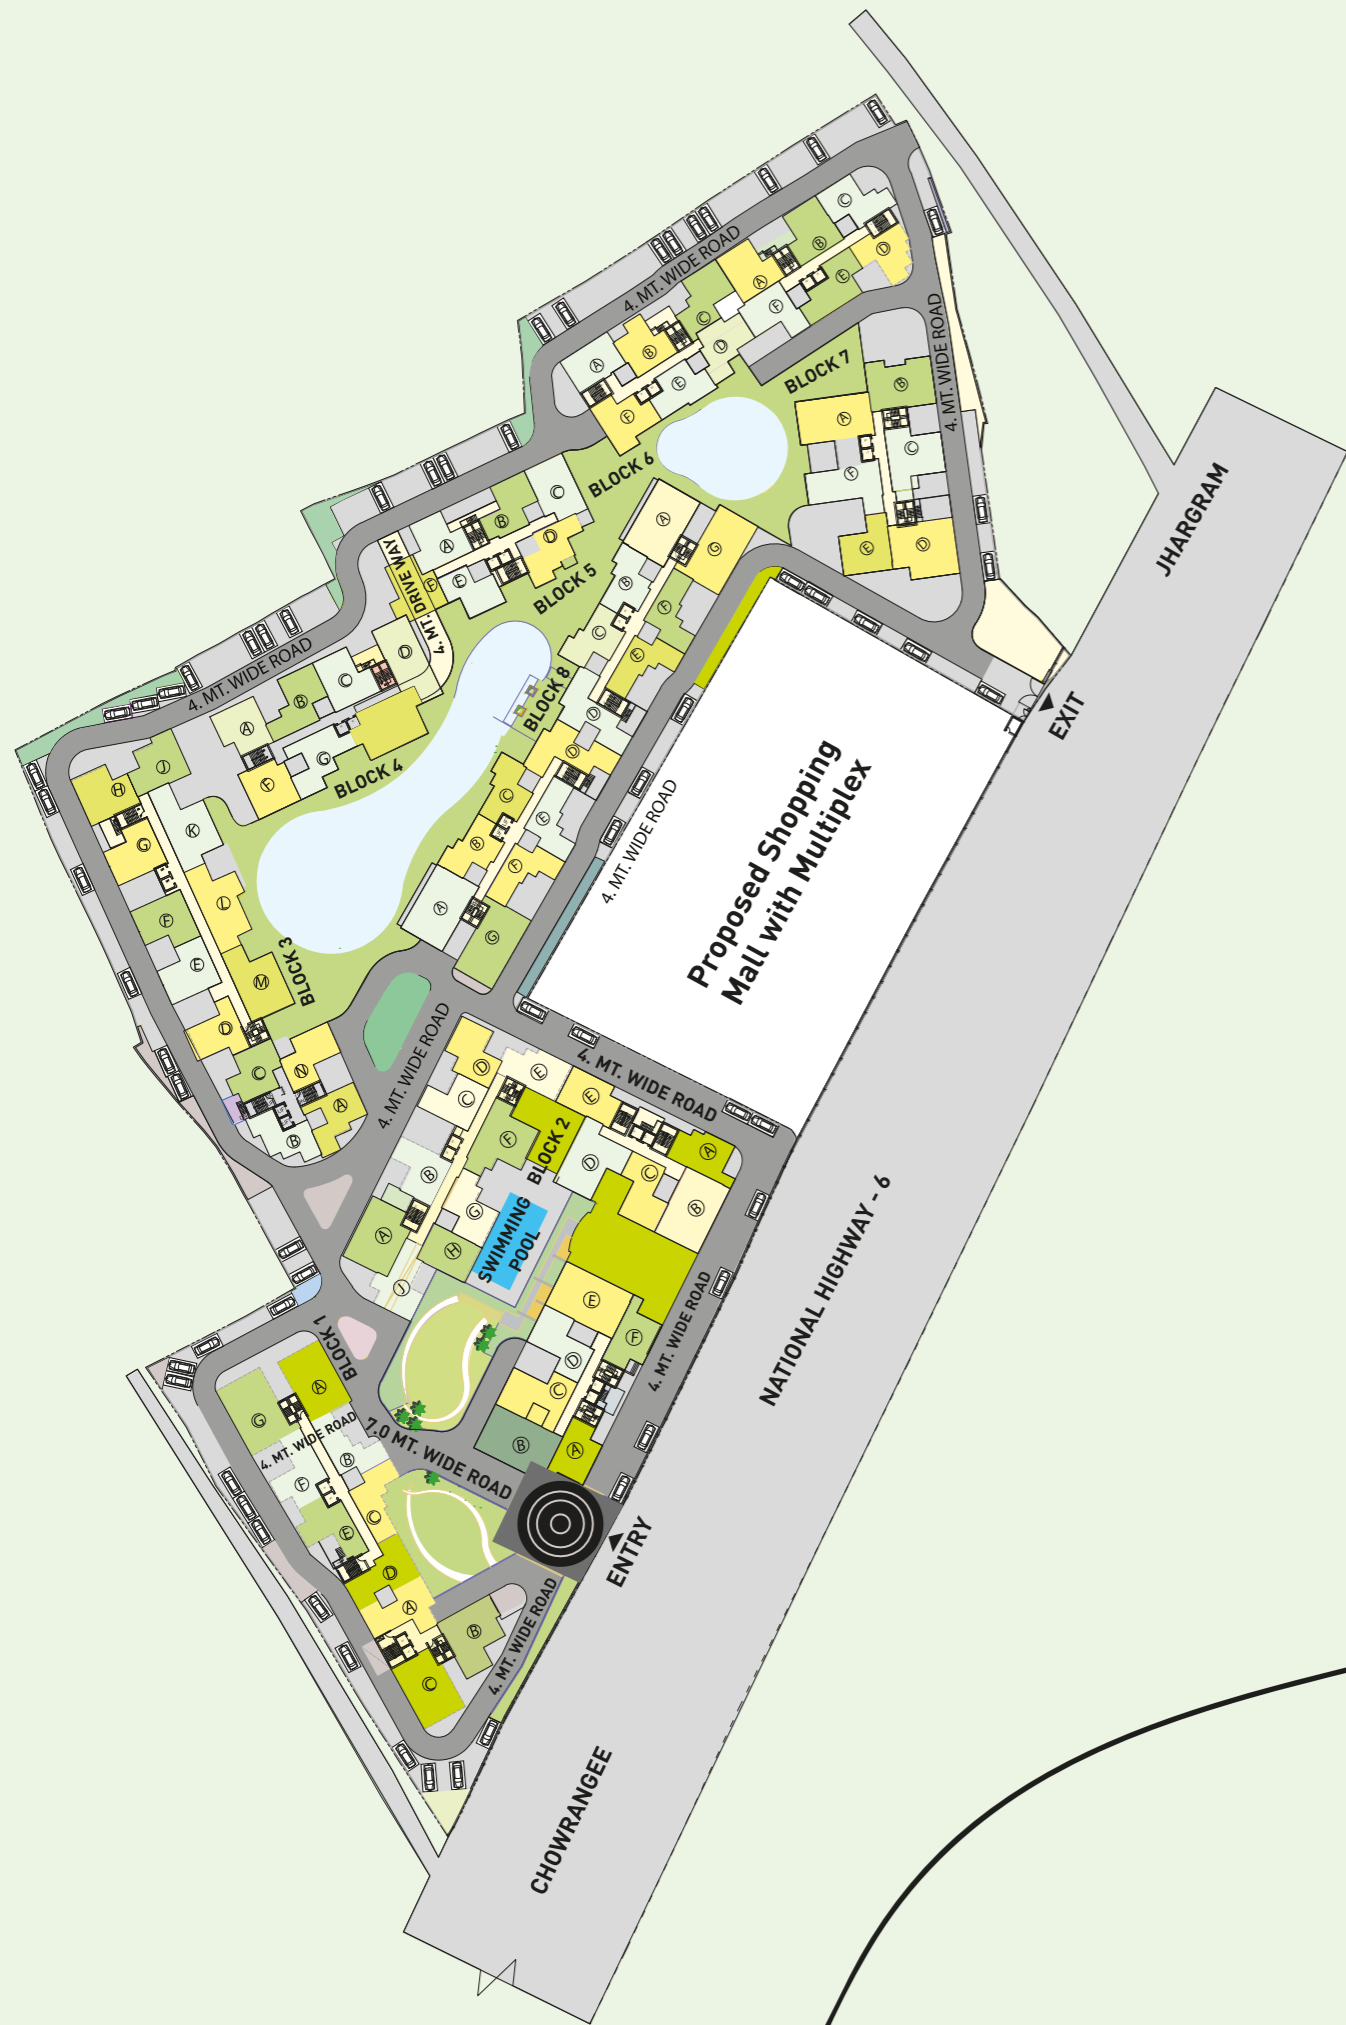 C
B
D
A
E
F
4. MT. WIDE ROAD
C
B
A
D
E
F
BLOCK 7
4. MT. WIDE ROAD
B
A
C
F
D
E
BLOCK 6
C
B
A
D
E
F
4. MT. DRIVE WAY
BLOCK 5
A
G
B
F
C
E
D
BLOCK 8
D
C
E
B
F
A
G
4. MT. WIDE ROAD
D
C
B
A
G
F
BLOCK 4
J
H
K
G
L
F
E
M
D
C
N
A
B
BLOCK 3
4. MT. WIDE ROAD
Proposed Shopping
Mall with Multiplex
JHARGRAM
EXIT
4. MT. WIDE ROAD
4. MT. WIDE ROAD
D
E
C
F
B
G
A
H
J
BLOCK 2
E
D
C
A
B
SWIMMING
POOL
NATIONAL HIGHWAY - 6
4. MT. WIDE ROAD
E
F
D
C
B
A
BLOCK 1
7.0 MT. WIDE ROAD
A
G
4. MT. WIDE ROAD
B
F
C
E
D
A
B
C
4. MT. WIDE ROAD
ENTRY
CHOWRANGEE